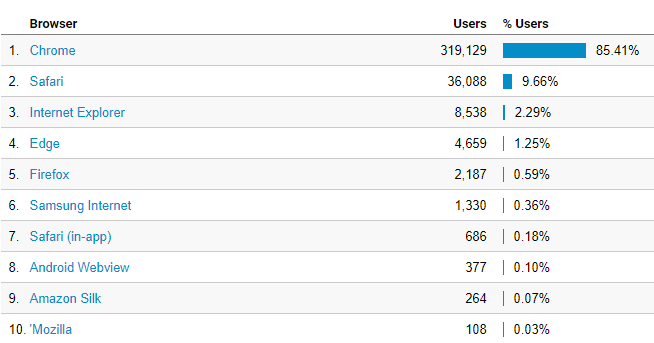 Browser Users % Users
1. Chrome 319,129 85.41%
2. Safari 36,088 9.66%
3. Internet Explorer 8,538 2.29%
4. Edge 4,659 1.25%
5. Firefox 2,187 0.59%
6. Samsung Internet 1,330 0.36%
7. Safari (in-app) 686 0.18%
8. Android Webview 377 0.10%
9. Amazon Silk 264 0.07%
10. 'Mozilla 108 0.03%